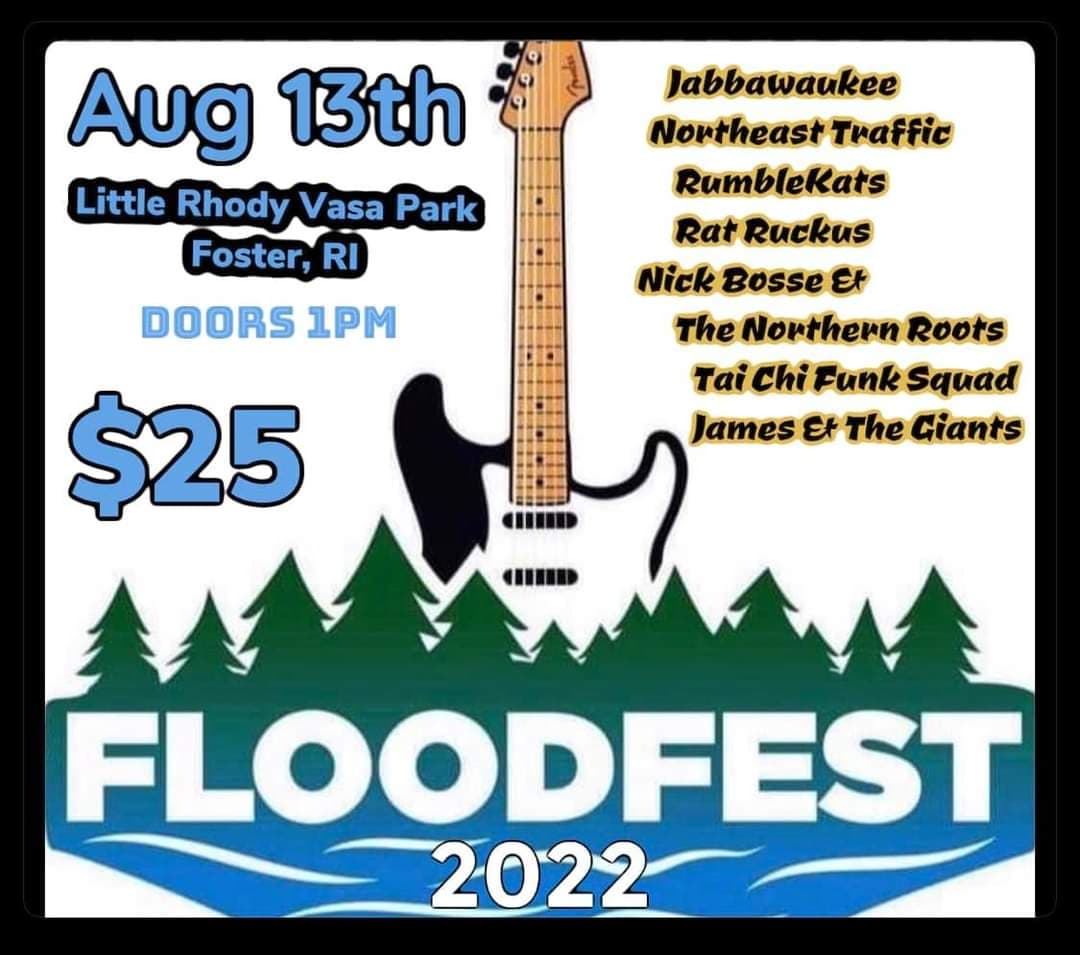 Aug 13th
Little Rhody Vasa Park
Foster, RI
DOORS 1PM
$25
Fender
Jabbawaukee
Northeast Traffic
RumbleKats
Rat Ruckus
Nick Bosse &
The Northern Roots
Tai Chi Funk Squad
James & The Giants
FLOODFEST
2022